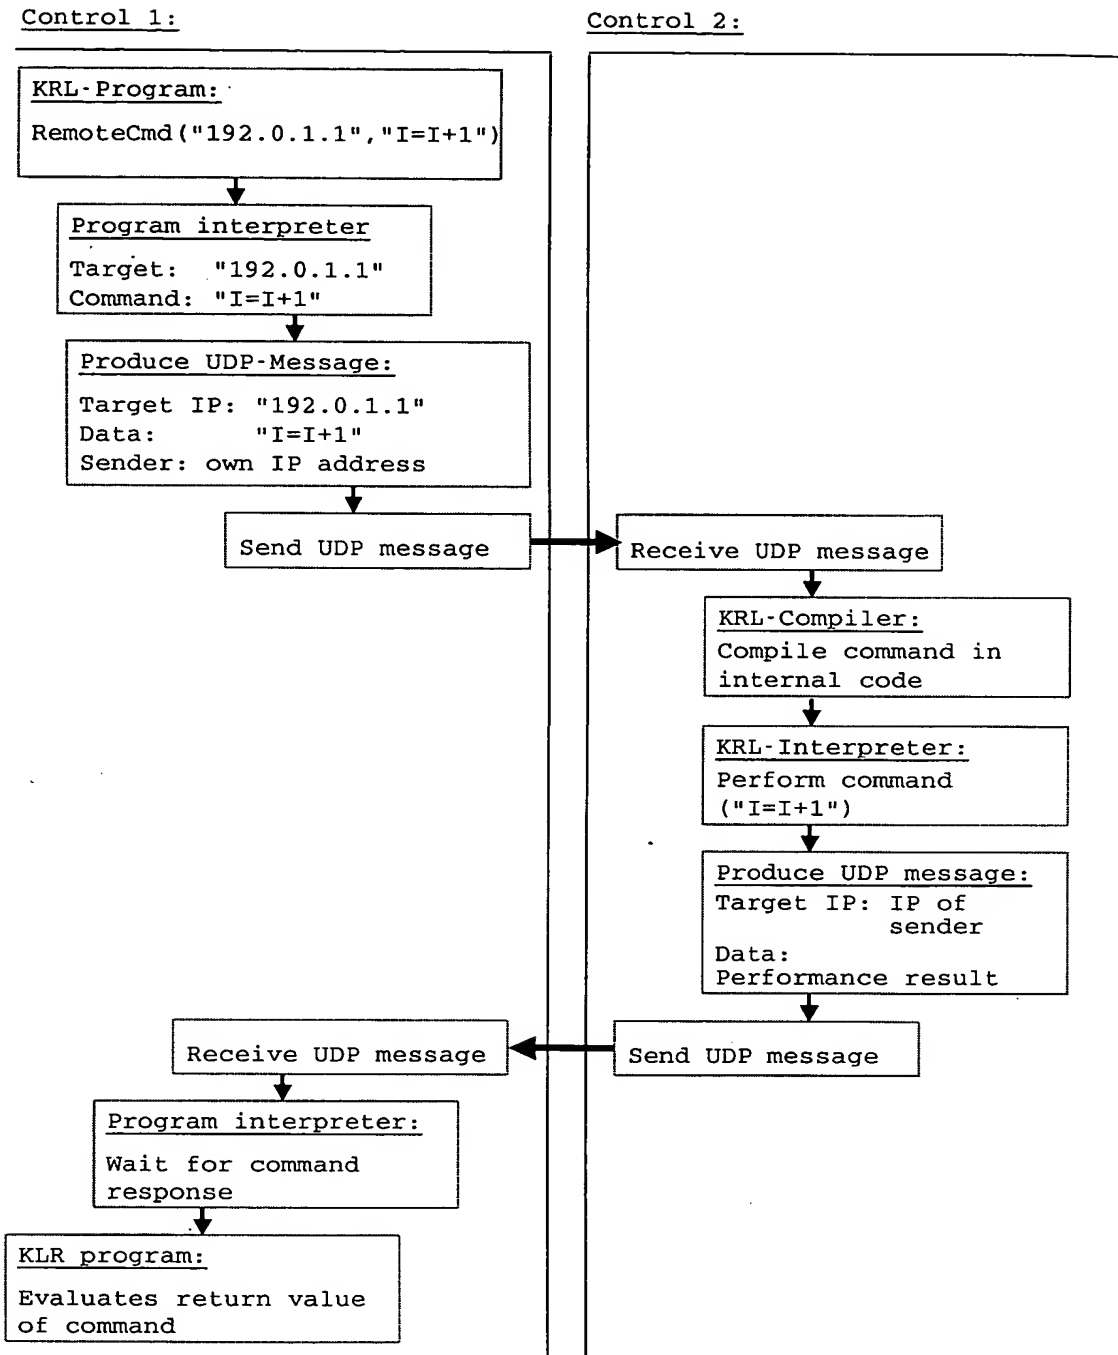 Control 1:
Control 2:
KRL-Program:
RemoteCmd("192.0.1.1","I=I+1")
Program interpreter
Target: "192.0.1.1"
Command: "I=I+1"
Produce UDP-Message:
Target IP: "192.0.1.1"
Data: "I=I+1"
Sender: own IP address
Send UDP message
Receive UDP message
KRL-Compiler:
Compile command in
internal code
KRL-Interpreter:
Perform command
("I=I+1")
Produce UDP message:
Target IP: IP of
sender
Data:
Performance result
Send UDP message
Receive UDP message
Program interpreter:
Wait for command
response
KLR program:
Evaluates return value
of command